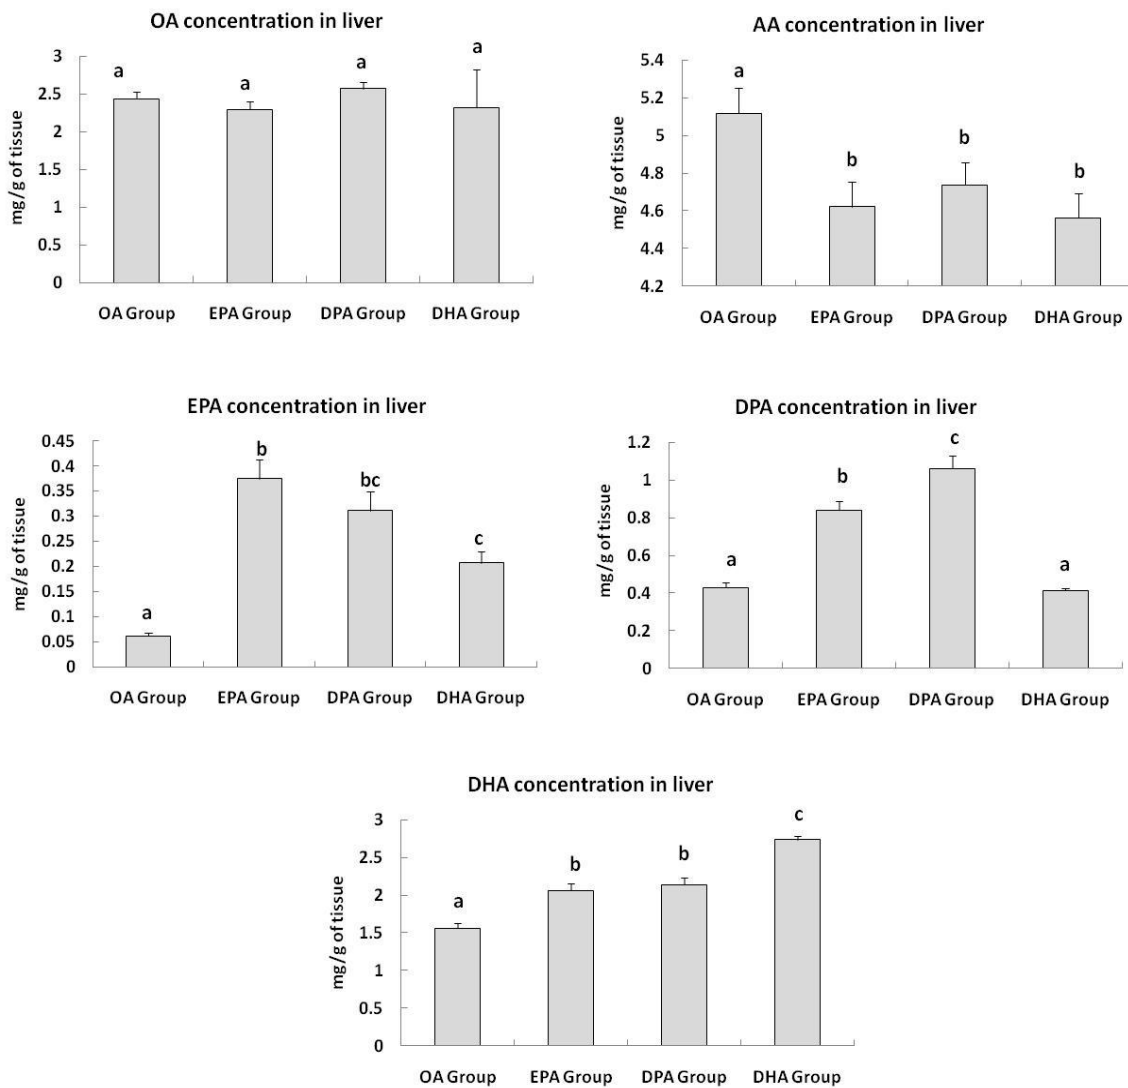 OA concentration in liver
mg/g of tissue
3
2.5
2
1.5
1
0.5
0
a
a
a
a
OA Group
EPA Group
DPA Group
DHA Group
AA concentration in liver
mg/g of tissue
5.4
5.2
5
4.8
4.6
4.4
4.2
a
b
b
b
OA Group
EPA Group
DPA Group
DHA Group
EPA concentration in liver
mg/g of tissue
0.45
0.4
0.35
0.3
0.25
0.2
0.15
0.1
0.05
0
a
b
bc
c
OA Group
EPA Group
DPA Group
DHA Group
DPA concentration in liver
mg/g of tissue
1.2
1
0.8
0.6
0.4
0.2
0
a
b
c
a
OA Group
EPA Group
DPA Group
DHA Group
DHA concentration in liver
mg/g of tissue
3
2.5
2
1.5
1
0.5
0
a
b
b
c
OA Group
EPA Group
DPA Group
DHA Group